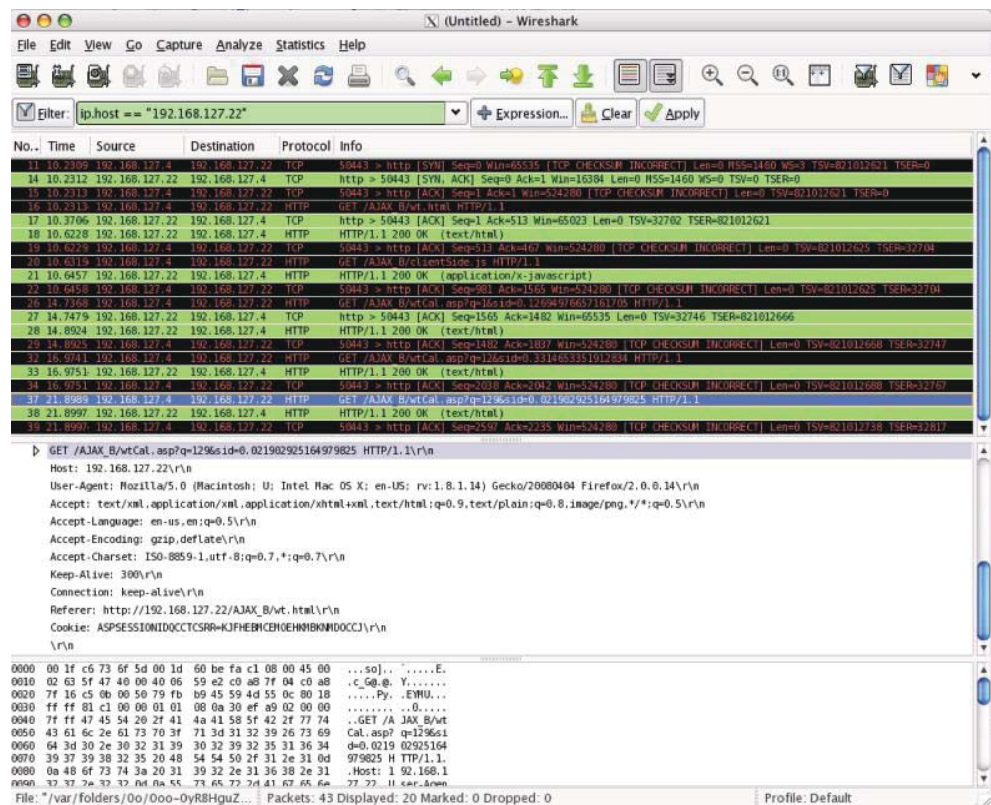 (Untitled) - Wireshark
File Edit View Go Capture Analyze Statistics Help
Filter: ip.host == "192.168.127.22" Expression... Clear Apply
No.. Time Source Destination Protocol Info
11 10.2309 192.168.127.4 192.168.127.22 TCP 50443 > http [SYN] Seq=0 Win=65535 [TCP CHECKSUM INCORRECT] Len=0 MSS=1460 WS=3 TSV=821012621 TSER=0
14 10.2312 192.168.127.22 192.168.127.4 TCP http > 50443 [SYN, ACK] Seq=0 Ack=1 Win=16384 Len=0 MSS=1460 WS=0 TSV=0 TSER=0
15 10.2313 192.168.127.4 192.168.127.22 TCP 50443 > http [ACK] Seq=1 Ack=1 Win=524280 [TCP CHECKSUM INCORRECT] Len=0 TSV=821012621 TSER=0
16 10.2313 192.168.127.4 192.168.127.22 HTTP GET /AJAX_B/wt.html HTTP/1.1
17 10.3706 192.168.127.22 192.168.127.4 TCP http > 50443 [ACK] Seq=1 Ack=513 Win=65023 Len=0 TSV=32702 TSER=821012621
18 10.6228 192.168.127.22 192.168.127.4 HTTP HTTP/1.1 200 OK (text/html)
19 10.6229 192.168.127.4 192.168.127.22 TCP 50443 > http [ACK] Seq=513 Ack=467 Win=524280 [TCP CHECKSUM INCORRECT] Len=0 TSV=821012625 TSER=32704
20 10.6319 192.168.127.4 192.168.127.22 HTTP GET /AJAX_B/clientSide.js HTTP/1.1
21 10.6457 192.168.127.22 192.168.127.4 HTTP HTTP/1.1 200 OK (application/x-javascript)
22 10.6458 192.168.127.4 192.168.127.22 TCP 50443 > http [ACK] Seq=981 Ack=1565 Win=524280 [TCP CHECKSUM INCORRECT] Len=0 TSV=821012625 TSER=32704
26 14.7368 192.168.127.4 192.168.127.22 HTTP GET /AJAX_B/wtCal.asp?q=1&sid=0.12694976657161705 HTTP/1.1
27 14.7479 192.168.127.22 192.168.127.4 TCP http > 50443 [ACK] Seq=1565 Ack=1482 Win=65535 Len=0 TSV=32746 TSER=821012666
28 14.8924 192.168.127.22 192.168.127.4 HTTP HTTP/1.1 200 OK (text/html)
29 14.8925 192.168.127.4 192.168.127.22 TCP 50443 > http [ACK] Seq=1482 Ack=1837 Win=524280 [TCP CHECKSUM INCORRECT] Len=0 TSV=821012668 TSER=32747
32 16.9741 192.168.127.4 192.168.127.22 HTTP GET /AJAX_B/wtCal.asp?q=12&sid=0.3314653351912834 HTTP/1.1
33 16.9751 192.168.127.22 192.168.127.4 HTTP HTTP/1.1 200 OK (text/html)
34 16.9751 192.168.127.4 192.168.127.22 TCP 50443 > http [ACK] Seq=2038 Ack=2042 Win=524280 [TCP CHECKSUM INCORRECT] Len=0 TSV=821012688 TSER=32767
37 21.8989 192.168.127.4 192.168.127.22 HTTP GET /AJAX_B/wtCal.asp?q=129&sid=0.021902925164979825 HTTP/1.1
38 21.8997 192.168.127.22 192.168.127.4 HTTP HTTP/1.1 200 OK (text/html)
39 21.8997 192.168.127.4 192.168.127.22 TCP 50443 > http [ACK] Seq=2597 Ack=2235 Win=524280 [TCP CHECKSUM INCORRECT] Len=0 TSV=821012738 TSER=32817
GET /AJAX_B/wtCal.asp?q=129&sid=0.021902925164979825 HTTP/1.1\r\n
Host: 192.168.127.22\r\n
User-Agent: Mozilla/5.0 (Macintosh; U; Intel Mac OS X; en-US; rv:1.8.1.14) Gecko/20080404 Firefox/2.0.0.14\r\n
Accept: text/xml,application/xml,application/xhtml+xml,text/html;q=0.9,text/plain;q=0.8,image/png,*/*;q=0.5\r\n
Accept-Language: en-us,en;q=0.5\r\n
Accept-Encoding: gzip,deflate\r\n
Accept-Charset: ISO-8859-1,utf-8;q=0.7,*;q=0.7\r\n
Keep-Alive: 300\r\n
Connection: keep-alive\r\n
Referer: http://192.168.127.22/AJAX_B/wt.html\r\n
Cookie: ASPSESSIONIDQCCTCSRR=KJFHEBMCEMOEHKMBKNMDOCCJ\r\n
\r\n
0000 00 1f c6 73 6f 5d 00 1d 60 be fa c1 08 00 45 00 ...so].. `.....E.
0010 02 63 5f 47 40 00 40 06 59 e2 c0 a8 7f 04 c0 a8 .c_G@.@. Y.......
0020 7f 16 c5 0b 00 50 79 fb b9 45 59 4d 55 0c 80 18 .....Py. .EYMU...
0030 ff ff 81 c1 00 00 01 01 08 0a 30 ef a9 02 00 00 ........ ..0.....
0040 7f ff 47 45 54 20 2f 41 4a 41 58 5f 42 2f 77 74 ..GET /A JAX_B/wt
0050 43 61 6c 2e 61 73 70 3f 71 3d 31 32 39 26 73 69 Cal.asp? q=129&si
0060 64 3d 30 2e 30 32 31 39 30 32 39 32 35 31 36 34 d=0.0219 02925164
0070 39 37 39 38 32 35 20 48 54 54 50 2f 31 2e 31 0d 979825 H TTP/1.1.
0080 0a 48 6f 73 74 3a 20 31 39 32 2e 31 36 38 2e 31 .Host: 1 92.168.1
0090 32 37 2e 32 32 0d 0a 55 73 65 72 2d 41 67 65 6e 27.22..U ser-Agen
File: "/var/folders/0o/0oo-0yR8HguZ... Packets: 43 Displayed: 20 Marked: 0 Dropped: 0 Profile: Default